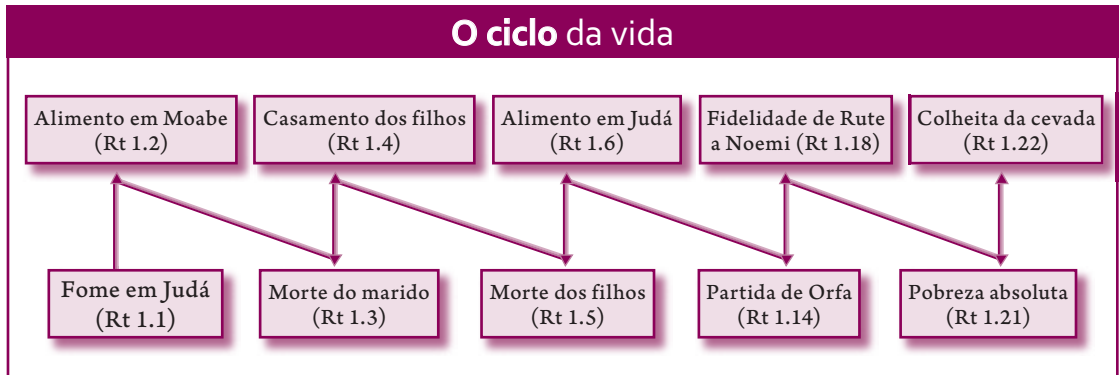 O ciclo da vida
Alimento em Moabe
(Rt 1.2)
Casamento dos filhos
(Rt 1.4)
Alimento em Judá
(Rt 1.6)
Fidelidade de Rute
a Noemi (Rt 1.18)
Colheita da cevada
(Rt 1.22)
Fome em Judá
(Rt 1.1)
Morte do marido
(Rt 1.3)
Morte dos filhos
(Rt 1.5)
Partida de Orfa
(Rt 1.14)
Pobreza absoluta
(Rt 1.21)